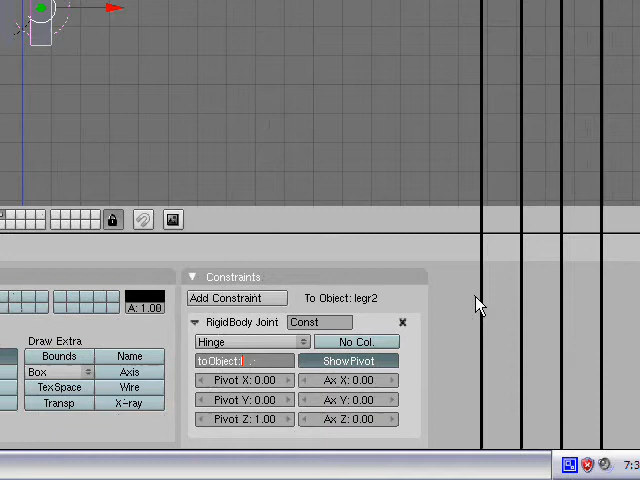 Constraints
Add Constraint To Object: legr2
A: 1.00
RigidBody Joint Const
Draw Extra
Hinge No Col.
Bounds Name
toObject: ShowPivot
Box Axis
Pivot X: 0.00 Ax X: 0.00
TexSpace Wire
Pivot Y: 0.00 Ax Y: 0.00
Transp X-ray
Pivot Z: 1.00 Ax Z: 0.00